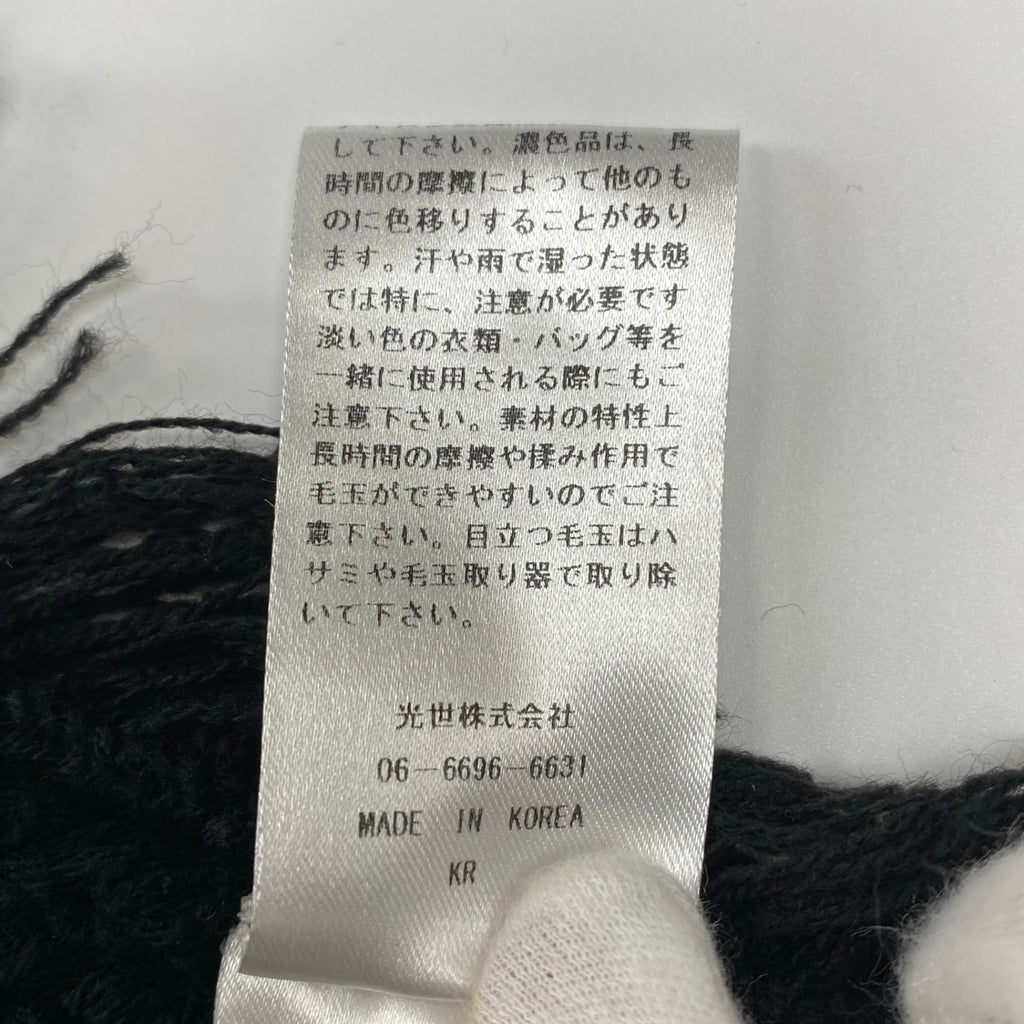 して下さい。濃色品は、長
時間の摩擦によって他のも
のに色移りすることがあり
ます。汗や雨で湿った状態
では特に、注意が必要です
淡い色の衣類・バッグ等を
一緒に使用される際にもご
注意下さい。素材の特性上
長時間の摩擦や揉み作用で
毛玉ができやすいのでご注
意下さい。目立つ毛玉はハ
サミや毛玉取り器で取り除
いて下さい。
光世株式会社
06-6696-6631
MADE IN KOREA
KR